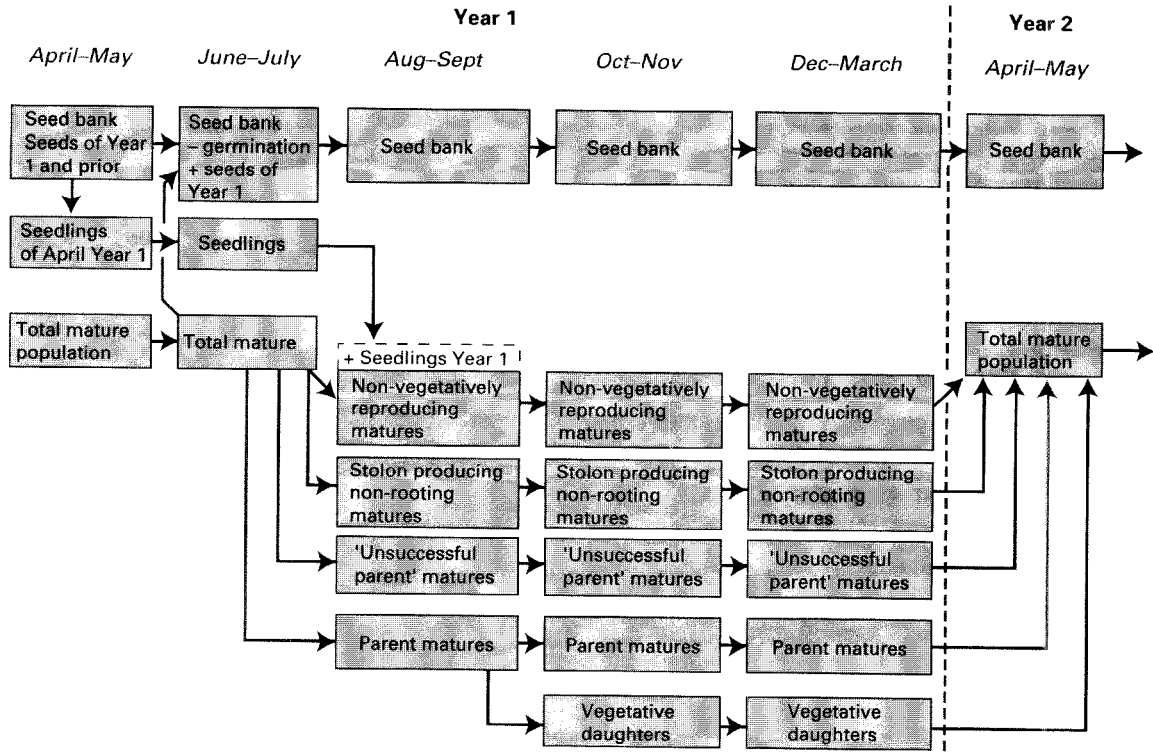 Year 1
Year 2
April–May
June–July
Aug–Sept
Oct–Nov
Dec–March
April–May
Seed bank
Seeds of Year
1 and prior
Seed bank
– germination
+ seeds of
Year 1
Seed bank
Seed bank
Seed bank
Seed bank
Seedlings
of April Year 1
Seedlings
Total mature
population
Total mature
+ Seedlings Year 1
Non-vegetatively
reproducing
matures
Non-vegetatively
reproducing
matures
Non-vegetatively
reproducing
matures
Total mature
population
Stolon producing
non-rooting
matures
Stolon producing
non-rooting
matures
Stolon producing
non-rooting
matures
'Unsuccessful
parent' matures
'Unsuccessful
parent' matures
'Unsuccessful
parent' matures
Parent matures
Parent matures
Parent matures
Vegetative
daughters
Vegetative
daughters